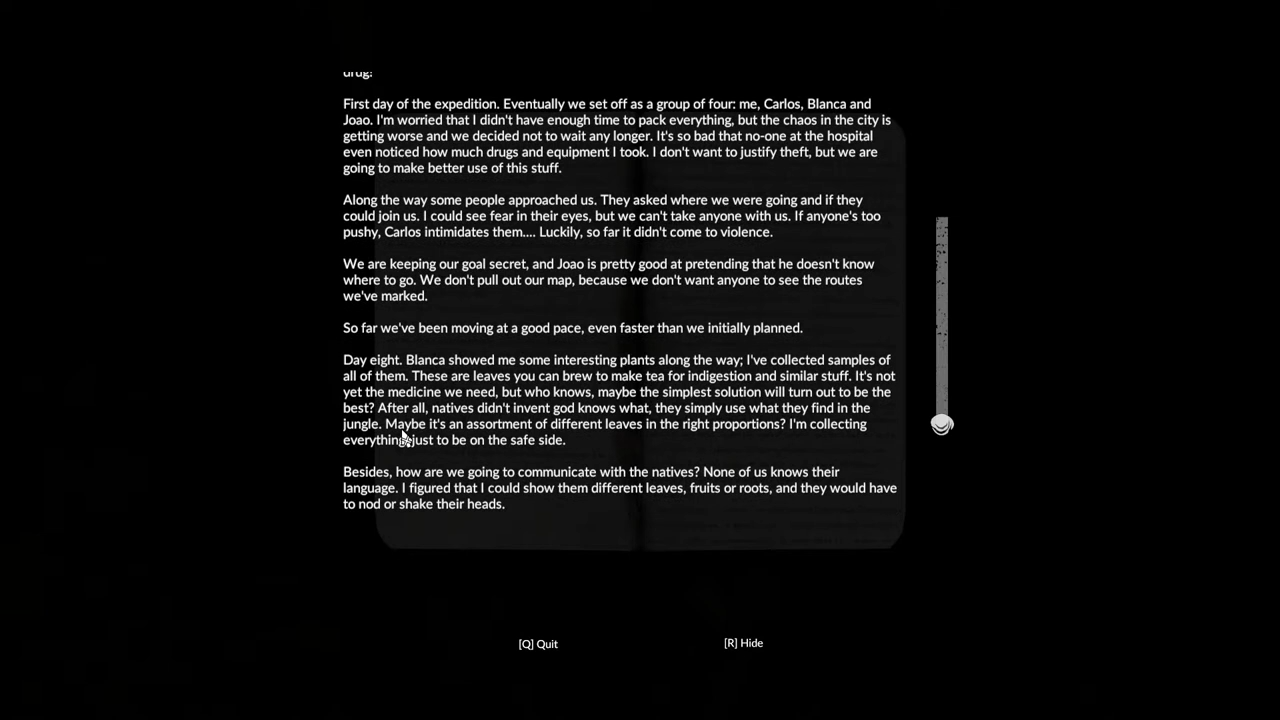 drug!
First day of the expedition. Eventually we set off as a group of four: me, Carlos, Blanca and
Joao. I'm worried that I didn't have enough time to pack everything, but the chaos in the city is
getting worse and we decided not to wait any longer. It's so bad that no-one at the hospital
even noticed how much drugs and equipment I took. I don't want to justify theft, but we are
going to make better use of this stuff.
Along the way some people approached us. They asked where we were going and if they
could join us. I could see fear in their eyes, but we can't take anyone with us. If anyone's too
pushy, Carlos intimidates them.... Luckily, so far it didn't come to violence.
We are keeping our goal secret, and Joao is pretty good at pretending that he doesn't know
where to go. We don't pull out our map, because we don't want anyone to see the routes
we've marked.
So far we've been moving at a good pace, even faster than we initially planned.
Day eight. Blanca showed me some interesting plants along the way; I've collected samples of
all of them. These are leaves you can brew to make tea for indigestion and similar stuff. It's not
yet the medicine we need, but who knows, maybe the simplest solution will turn out to be the
best? After all, natives didn't invent god knows what, they simply use what they find in the
jungle. Maybe it's an assortment of different leaves in the right proportions? I'm collecting
everything just to be on the safe side.
Besides, how are we going to communicate with the natives? None of us knows their
language. I figured that I could show them different leaves, fruits or roots, and they would have
to nod or shake their heads.
[Q] Quit
[R] Hide